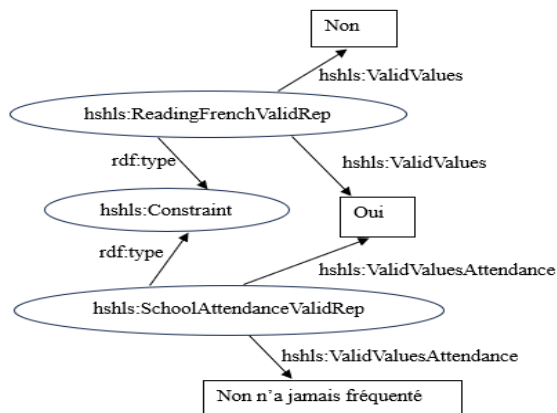 Non
hshls:ValidValues
hshls:ReadingFrenchValidRep
rdf:type
hshls:ValidValues
hshls:Constraint
Oui
rdf:type
hshls:ValidValuesAttendance
hshls:SchoolAttendanceValidRep
hshls:ValidValuesAttendance
Non n'a jamais fréquenté